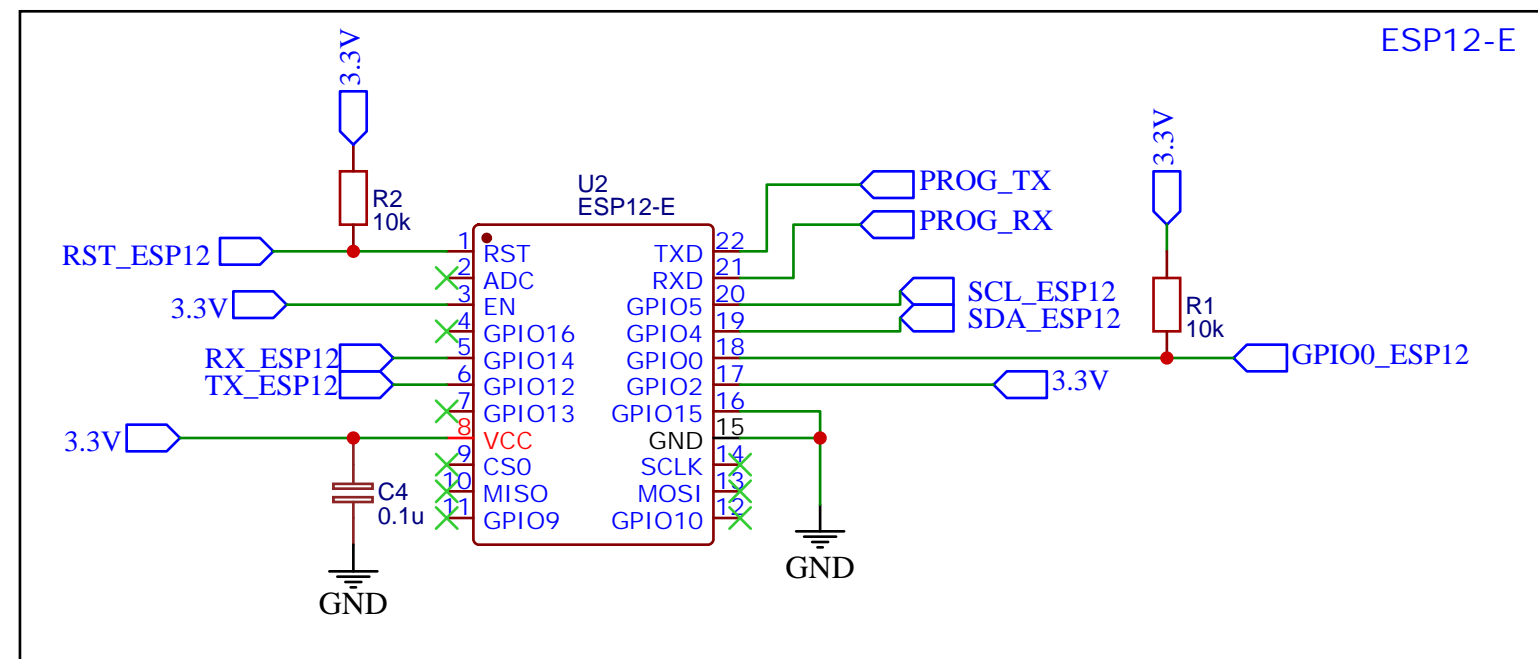 ESP12-E
3.3V
R2
10k
RST_ESP12
3.3V
RX_ESP12
TX_ESP12
3.3V
C4
0.1u
GND
U2
ESP12-E
1 RST
2 ADC
3 EN
4 GPIO16
5 GPIO14
6 GPIO12
7 GPIO13
8 VCC
9 CS0
10 MISO
11 GPIO9
TXD 22
RXD 21
GPIO5 20
GPIO4 19
GPIO0 18
GPIO2 17
GPIO15 16
GND 15
SCLK 14
MOSI 13
GPIO10 12
PROG_TX
PROG_RX
SCL_ESP12
SDA_ESP12
3.3V
R1
10k
GPIO0_ESP12
3.3V
GND